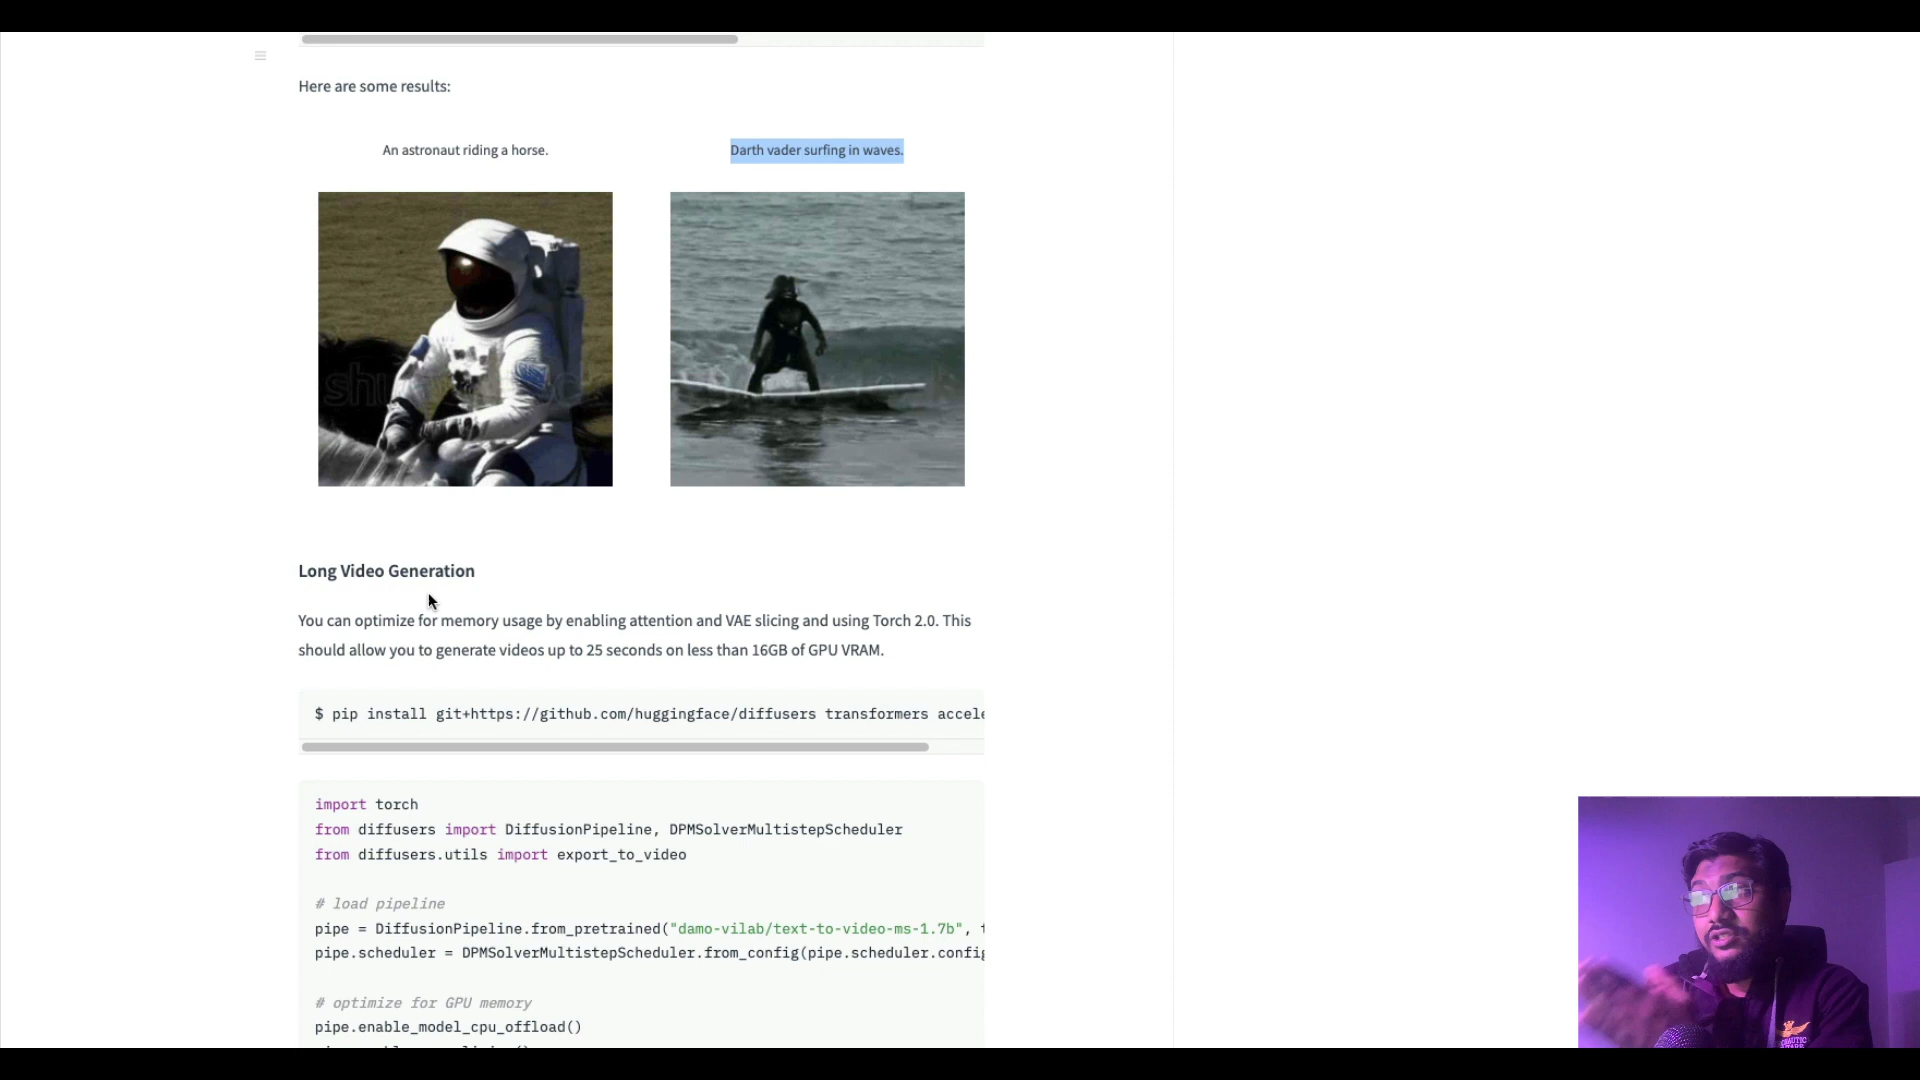 Here are some results:
An astronaut riding a horse.
Darth vader surfing in waves.
Long Video Generation
You can optimize for memory usage by enabling attention and VAE slicing and using Torch 2.0. This
should allow you to generate videos up to 25 seconds on less than 16GB of GPU VRAM.
$ pip install git+https://github.com/huggingface/diffusers transformers accele
import torch
from diffusers import DiffusionPipeline, DPMSolverMultistepScheduler
from diffusers.utils import export_to_video
# load pipeline
pipe = DiffusionPipeline.from_pretrained("damo-vilab/text-to-video-ms-1.7b", t
pipe.scheduler = DPMSolverMultistepScheduler.from_config(pipe.scheduler.config
# optimize for GPU memory
pipe.enable_model_cpu_offload()